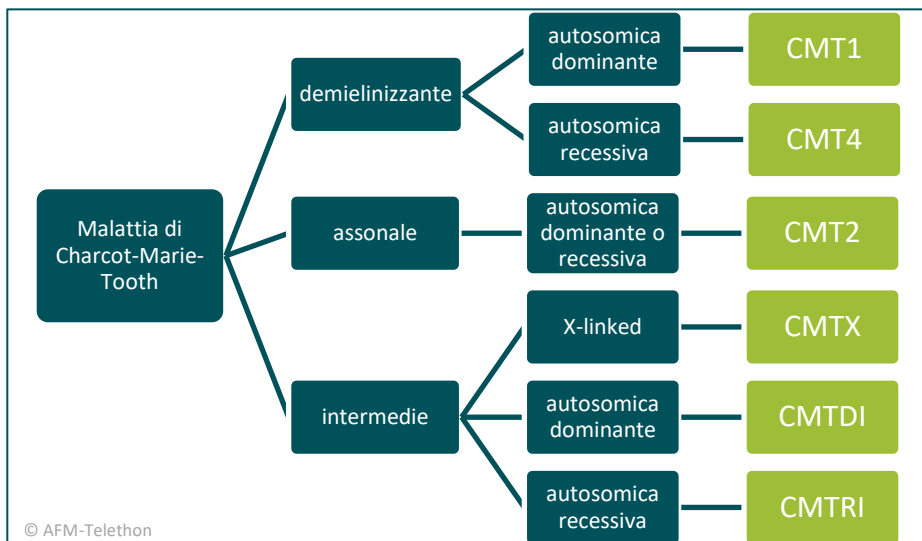 autosomica
dominante
CMT1
demielinizzante
autosomica
recessiva
CMT4
Malattia di
Charcot-Marie-
Tooth
assonale
autosomica
dominante o
recessiva
CMT2
X-linked
CMTX
intermedie
autosomica
dominante
CMTDI
autosomica
recessiva
CMTRI
© AFM-Telethon